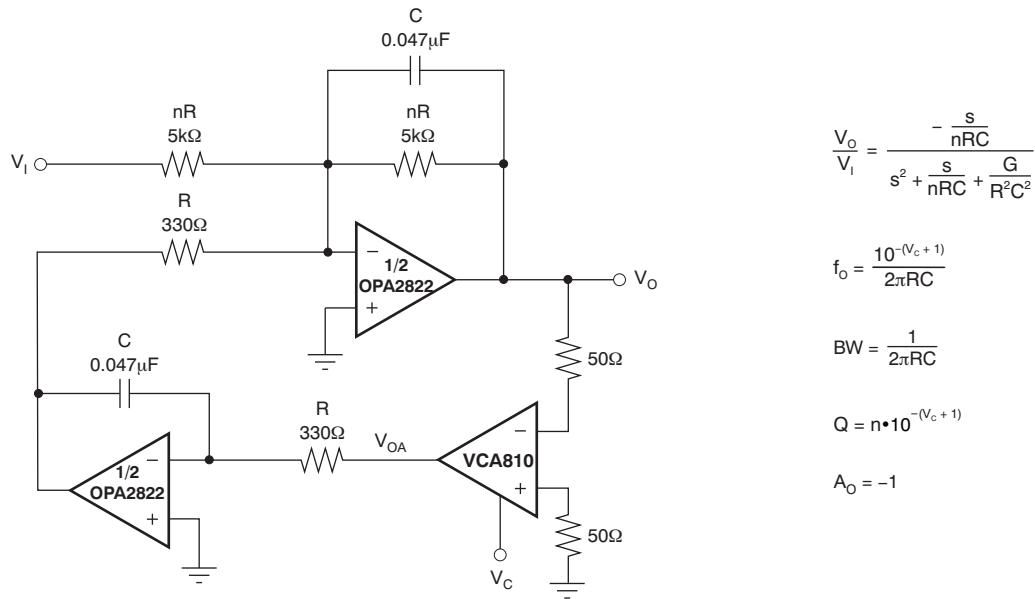 C
0.047μF
nR
5kΩ
nR
5kΩ
V_I
R
330Ω
−
1/2
OPA2822
+
V_O
50Ω
C
0.047μF
R
330Ω
V_OA
−
VCA810
+
−
1/2
OPA2822
+
50Ω
V_C
V_O/V_I = (− s/nRC) / (s² + s/nRC + G/R²C²)
f_O = 10^−(V_C + 1) / 2πRC
BW = 1 / 2πRC
Q = n•10^−(V_C + 1)
A_O = −1